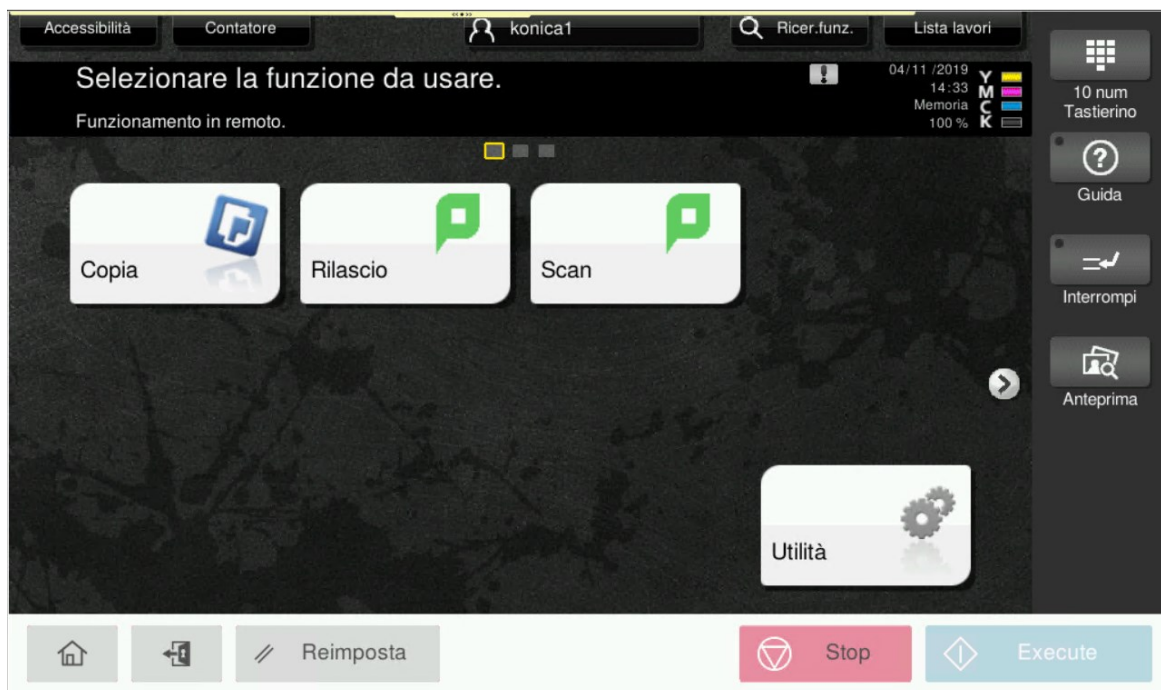 Accessibilità
Contatore
konica1
Ricer.funz.
Lista lavori
Selezionare la funzione da usare.
Funzionamento in remoto.
04/11 /2019
14:33
Memoria
100 %
Y
M
C
K
10 num
Tastierino
Guida
Interrompi
Anteprima
Copia
Rilascio
Scan
Utilità
Reimposta
Stop
Execute